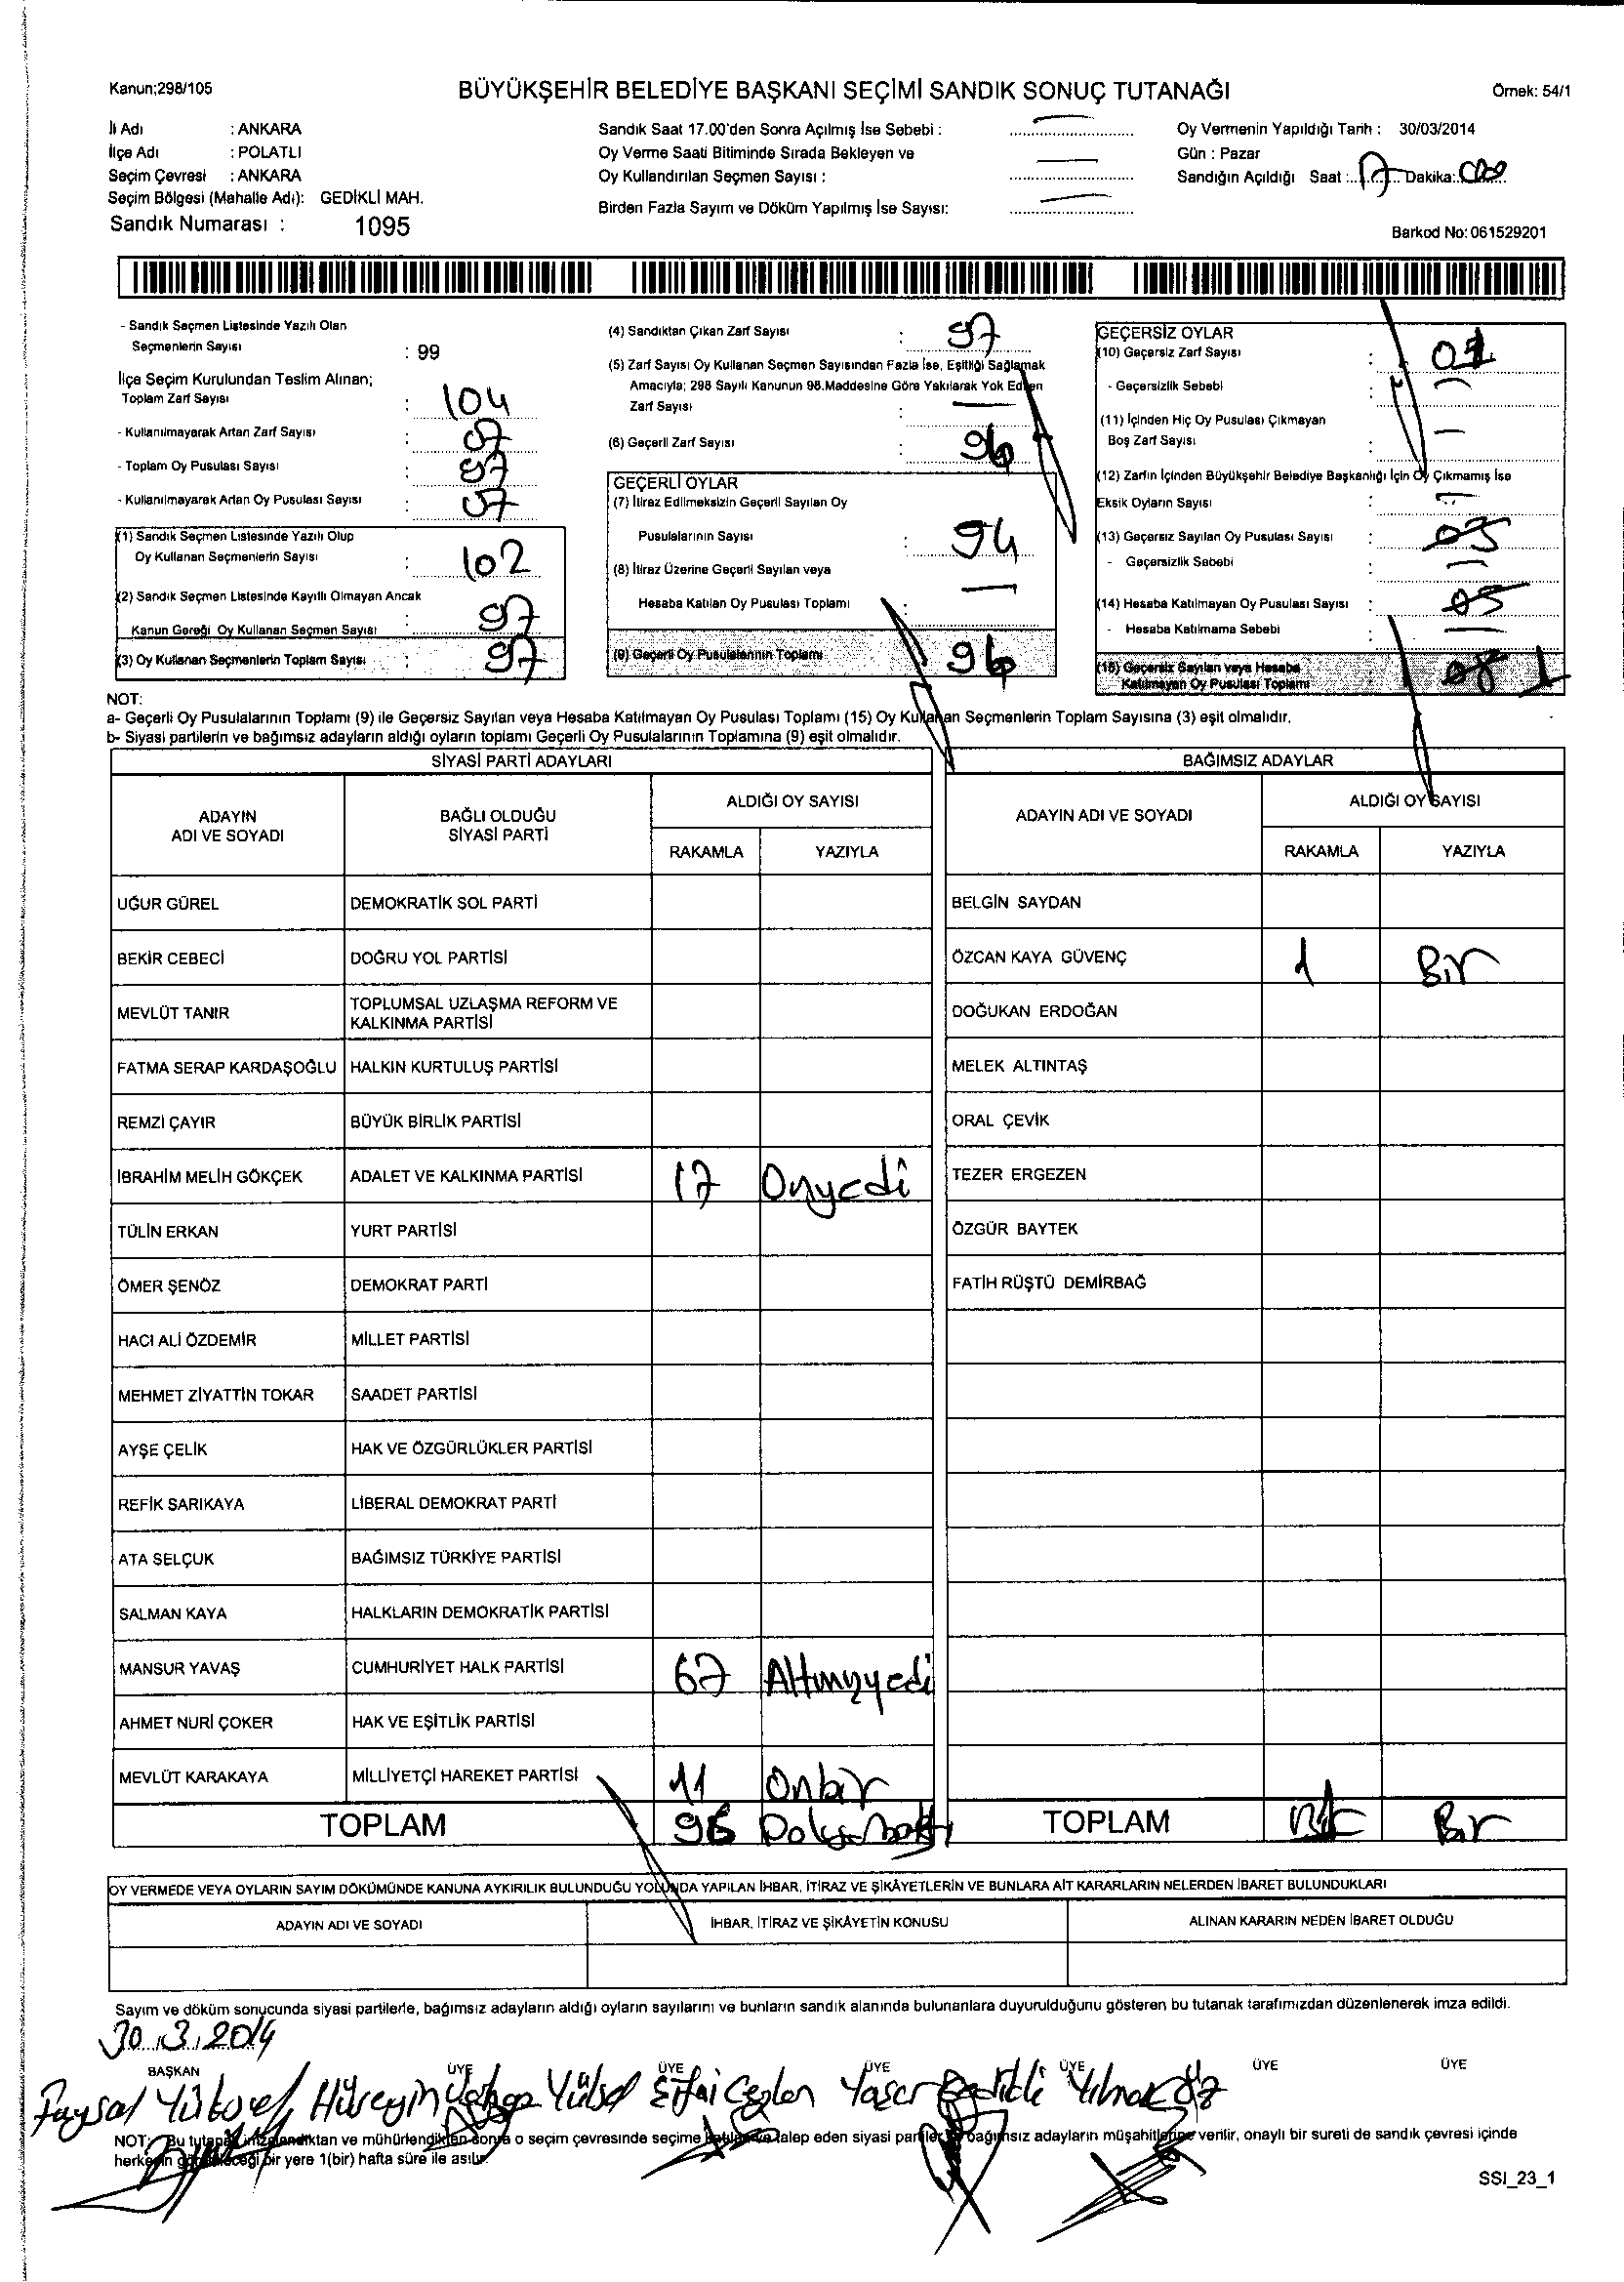 Kanun;298/105
BÜYÜKŞEHİR BELEDİYE BAŞKANI SEÇİMİ SANDIK SONUÇ TUTANAĞI
Örnek: 54/1
İli Adı : ANKARA
İlçe Adı : POLATLI
Seçim Çevresi : ANKARA
Seçim Bölgesi (Mahalle Adı): GEDİKLİ MAH.
Sandık Numarası : 1095
Sandık Saat 17.00'den Sonra Açılmış İse Sebebi :
Oy Verme Saati Bitiminde Sırada Bekleyen ve
Oy Kullandırılan Seçmen Sayısı :
Birden Fazla Sayım ve Döküm Yapılmış İse Sayısı:
Oy Vermenin Yapıldığı Tarih : 30/03/2014
Gün : Pazar
Sandığın Açıldığı Saat : 17 Dakika:
Barkod No: 061529201
- Sandık Seçmen Listesinde Yazılı Olan
Seçmenlerin Sayısı : 99
İlçe Seçim Kurulundan Teslim Alınan;
Toplam Zarf Sayısı : 104
- Kullanılmayarak Artan Zarf Sayısı : 07
- Toplam Oy Pusulası Sayısı : 97
- Kullanılmayarak Artan Oy Pusulası Sayısı : 07
(1) Sandık Seçmen Listesinde Yazılı Olup
Oy Kullanan Seçmenlerin Sayısı : 102
(2) Sandık Seçmen Listesinde Kayıtlı Olmayan Ancak
Kanun Gereği Oy Kullanan Seçmen Sayısı : 97
(3) Oy Kullanan Seçmenlerin Toplam Sayısı : 97
(4) Sandıktan Çıkan Zarf Sayısı : 97
(5) Zarf Sayısı Oy Kullanan Seçmen Sayısından Fazla İse, Eşitliği Sağlamak
Amacıyla; 298 Sayılı Kanunun 98.Maddesine Göre Yakılarak Yok Edilen
Zarf Sayısı :
(6) Geçerli Zarf Sayısı : 96
GEÇERLİ OYLAR
(7) İtiraz Edilmeksizin Geçerli Sayılan Oy
Pusulalarının Sayısı : 94
(8) İtiraz Üzerine Geçerli Sayılan veya
Hesaba Katılan Oy Pusulası Toplamı :
(9) Geçerli Oy Pusulalarının Toplamı 96
GEÇERSİZ OYLAR
(10) Geçersiz Zarf Sayısı : 01
- Geçersizlik Sebebi :
(11) İçinden Hiç Oy Pusulası Çıkmayan
Boş Zarf Sayısı :
(12) Zarfın İçinden Büyükşehir Belediye Başkanlığı İçin Oy Çıkmamış İse
Eksik Oyların Sayısı :
(13) Geçersiz Sayılan Oy Pusulası Sayısı : 03
- Geçersizlik Sebebi :
(14) Hesaba Katılmayan Oy Pusulası Sayısı :
- Hesaba Katılmama Sebebi :
(15) Geçersiz Sayılan veya Hesaba
Katılmayan Oy Pusulası Toplamı 1
NOT:
a- Geçerli Oy Pusulalarının Toplamı (9) ile Geçersiz Sayılan veya Hesaba Katılmayan Oy Pusulası Toplamı (15) Oy Kullanan Seçmenlerin Toplam Sayısına (3) eşit olmalıdır.
b- Siyasi partilerin ve bağımsız adayların aldığı oyların toplamı Geçerli Oy Pusulalarının Toplamına (9) eşit olmalıdır.
SİYASİ PARTİ ADAYLARI
ADAYIN ADI VE SOYADI
BAĞLI OLDUĞU SİYASİ PARTİ
ALDIĞI OY SAYISI
RAKAMLA YAZIYLA
UĞUR GÜREL DEMOKRATİK SOL PARTİ
BEKİR CEBECİ DOĞRU YOL PARTİSİ
MEVLÜT TANIR TOPLUMSAL UZLAŞMA REFORM VE
KALKINMA PARTİSİ
FATMA SERAP KARDAŞOĞLU HALKIN KURTULUŞ PARTİSİ
REMZİ ÇAYIR BÜYÜK BİRLİK PARTİSİ
İBRAHİM MELİH GÖKÇEK ADALET VE KALKINMA PARTİSİ 17 Onyedi
TÜLİN ERKAN YURT PARTİSİ
ÖMER ŞENÖZ DEMOKRAT PARTİ
HACI ALİ ÖZDEMİR MİLLET PARTİSİ
MEHMET ZİYATTİN TOKAR SAADET PARTİSİ
AYŞE ÇELİK HAK VE ÖZGÜRLÜKLER PARTİSİ
REFİK SARIKAYA LİBERAL DEMOKRAT PARTİ
ATA SELÇUK BAĞIMSIZ TÜRKİYE PARTİSİ
SALMAN KAYA HALKLARIN DEMOKRATİK PARTİSİ
MANSUR YAVAŞ CUMHURİYET HALK PARTİSİ 67 Altmışyedi
AHMET NURİ ÇOKER HAK VE EŞİTLİK PARTİSİ
MEVLÜT KARAKAYA MİLLİYETÇİ HAREKET PARTİSİ 11 Onbir
TOPLAM 96
BAĞIMSIZ ADAYLAR
ADAYIN ADI VE SOYADI
ALDIĞI OY SAYISI
RAKAMLA YAZIYLA
BELGİN SAYDAN
ÖZCAN KAYA GÜVENÇ 1 Bir
DOĞUKAN ERDOĞAN
MELEK ALTINTAŞ
ORAL ÇEVİK
TEZER ERGEZEN
ÖZGÜR BAYTEK
FATİH RÜŞTÜ DEMİRBAĞ
TOPLAM Bir
OY VERMEDE VEYA OYLARIN SAYIM DÖKÜMÜNDE KANUNA AYKIRILIK BULUNDUĞU YOLUNDA YAPILAN İHBAR, İTİRAZ VE ŞİKÂYETLERİN VE BUNLARA AİT KARARLARIN NELERDEN İBARET BULUNDUKLARI
ADAYIN ADI VE SOYADI
İHBAR, İTİRAZ VE ŞİKÂYETİN KONUSU
ALINAN KARARIN NEDEN İBARET OLDUĞU
Sayım ve döküm sonucunda siyasi partilerle, bağımsız adayların aldığı oyların sayılarını ve bunların sandık alanında bulunanlara duyurulduğunu gösteren bu tutanak tarafımızdan düzenlenerek imza edildi.
30.3.2014
BAŞKAN ÜYE ÜYE ÜYE ÜYE ÜYE ÜYE
Faysal Yüksel Hüseyin Yüksel Yaşar Gedikli Yılmaz Öz
NOT: Bu tutanak imzalandıktan ve mühürlendikten sonra o seçim çevresinde seçime katılan ve talep eden siyasi partiler, bağımsız adayların müşahitlerine verilir, onaylı bir sureti de sandık çevresi içinde
herkesin görebileceği bir yere 1(bir) hafta süre ile asılır.
SSI_23_1